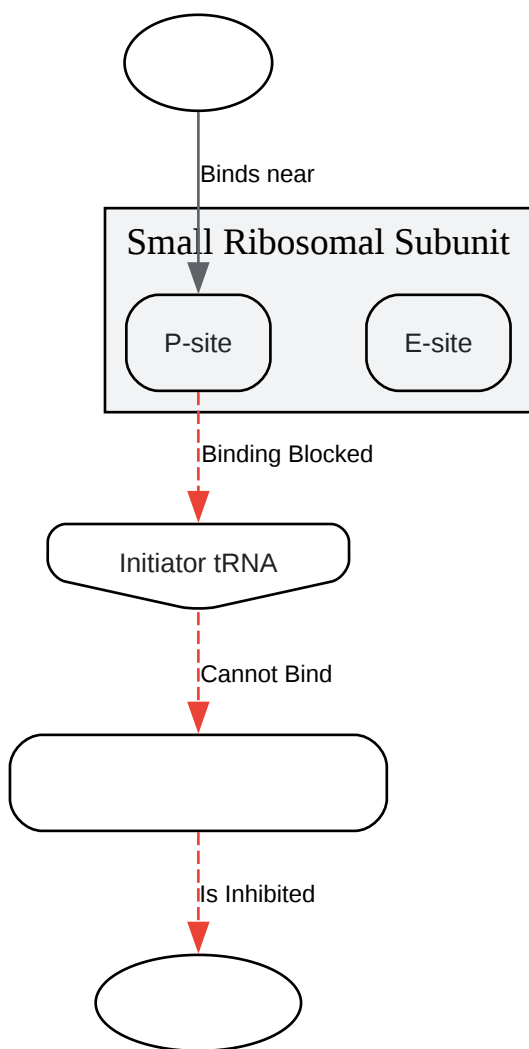 Binds near
Small Ribosomal Subunit
P-site
E-site
Binding Blocked
Initiator tRNA
Cannot Bind
Is Inhibited